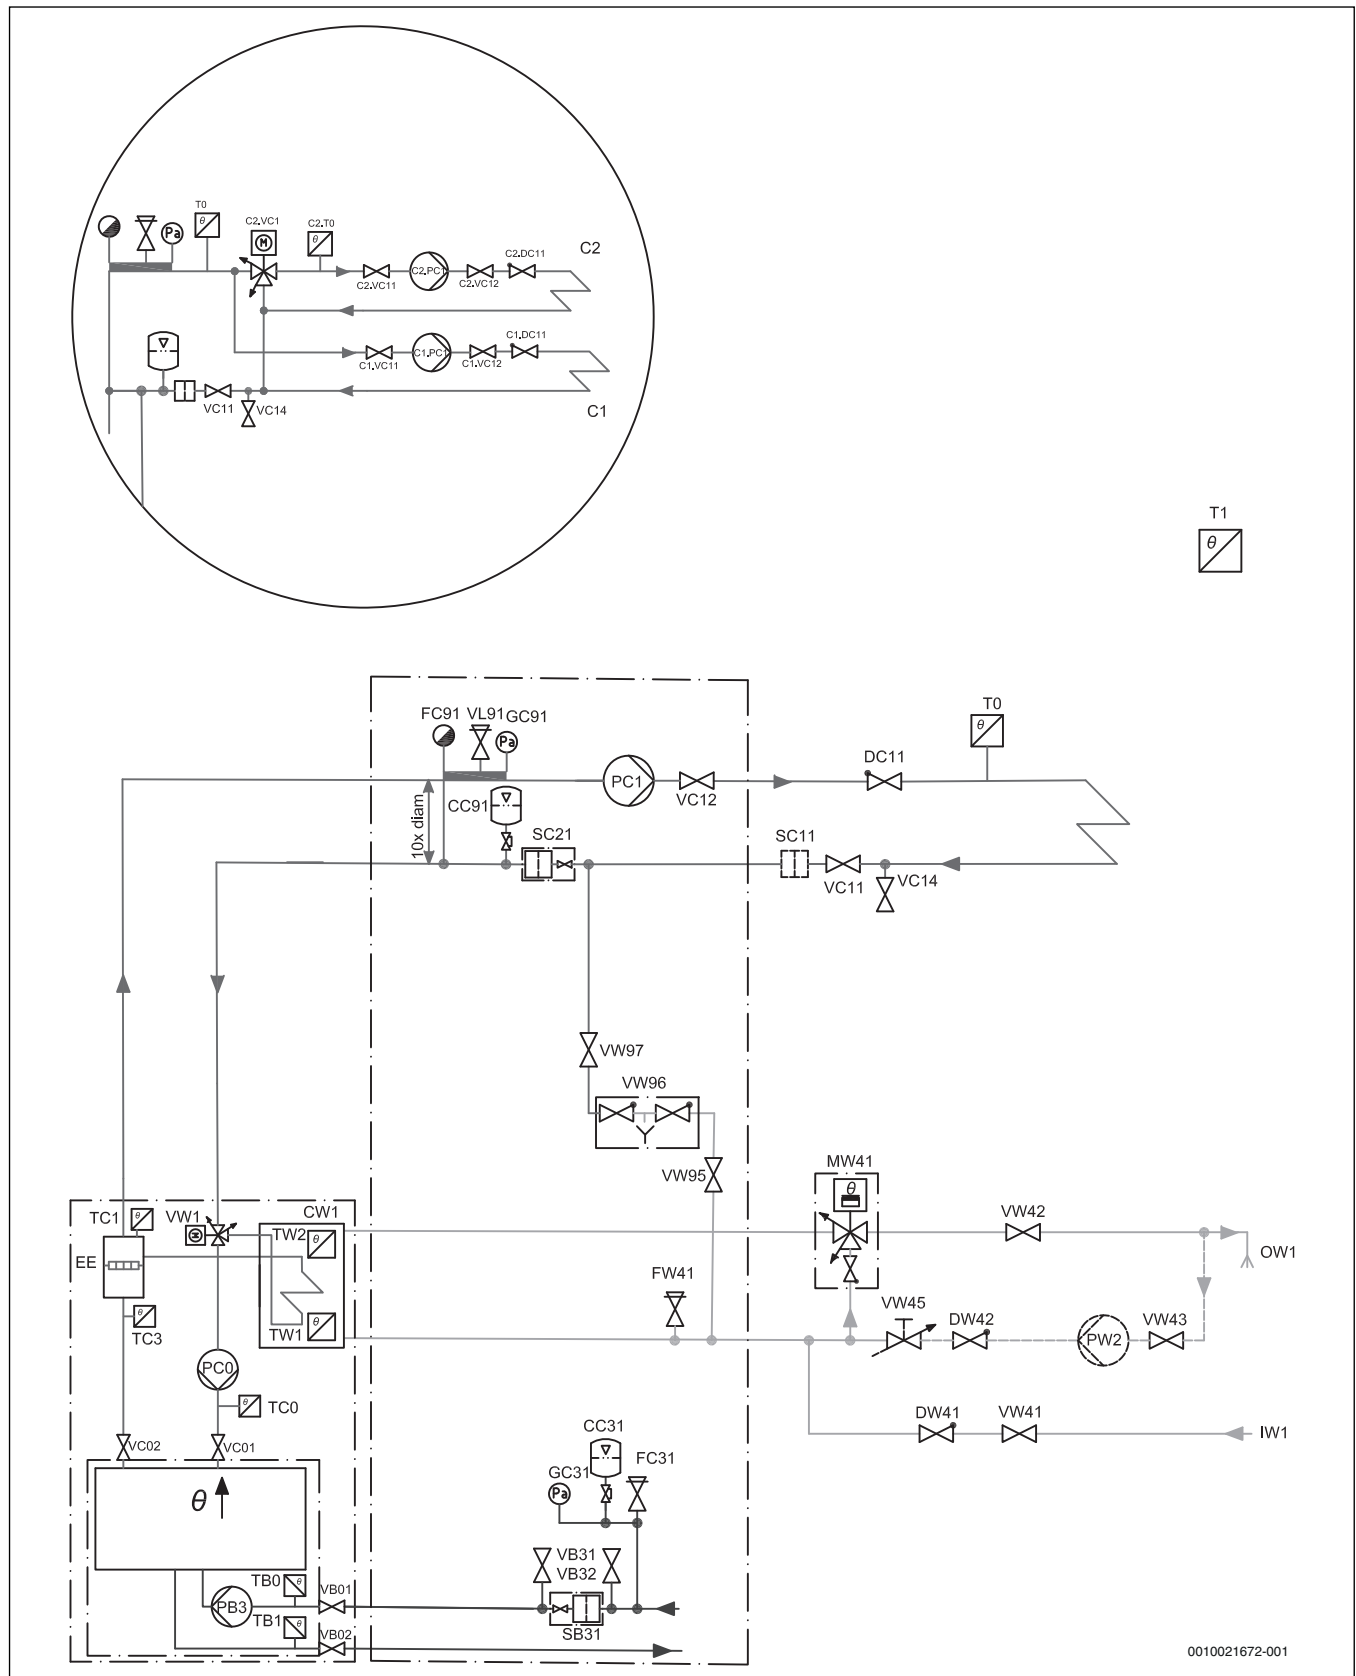 T0
C2.VC1
C2.T0
θ
θ
M
Pa
C2.DC11
C2
C2.VC11
C2.PC1
C2.VC12
C1.DC11
C1.VC11
C1.PC1
C1.VC12
VC11
VC14
C1
T1
θ
T0
θ
FC91
VL91
GC91
Pa
DC11
PC1
VC12
10x diam
CC91
SC21
SC11
VC11
VC14
VW97
VW96
VW95
MW41
θ
TC1
θ
VW1
M
CW1
TW2
θ
VW42
OW1
EE
FW41
VW45
DW42
PW2
VW43
TW1
θ
θ
TC3
PC0
θ
TC0
DW41
VW41
IW1
VC02
VC01
CC31
GC31
FC31
Pa
θ
VB31
VB32
TB0
θ
VB01
PB3
TB1
θ
SB31
VB02
0010021672-001